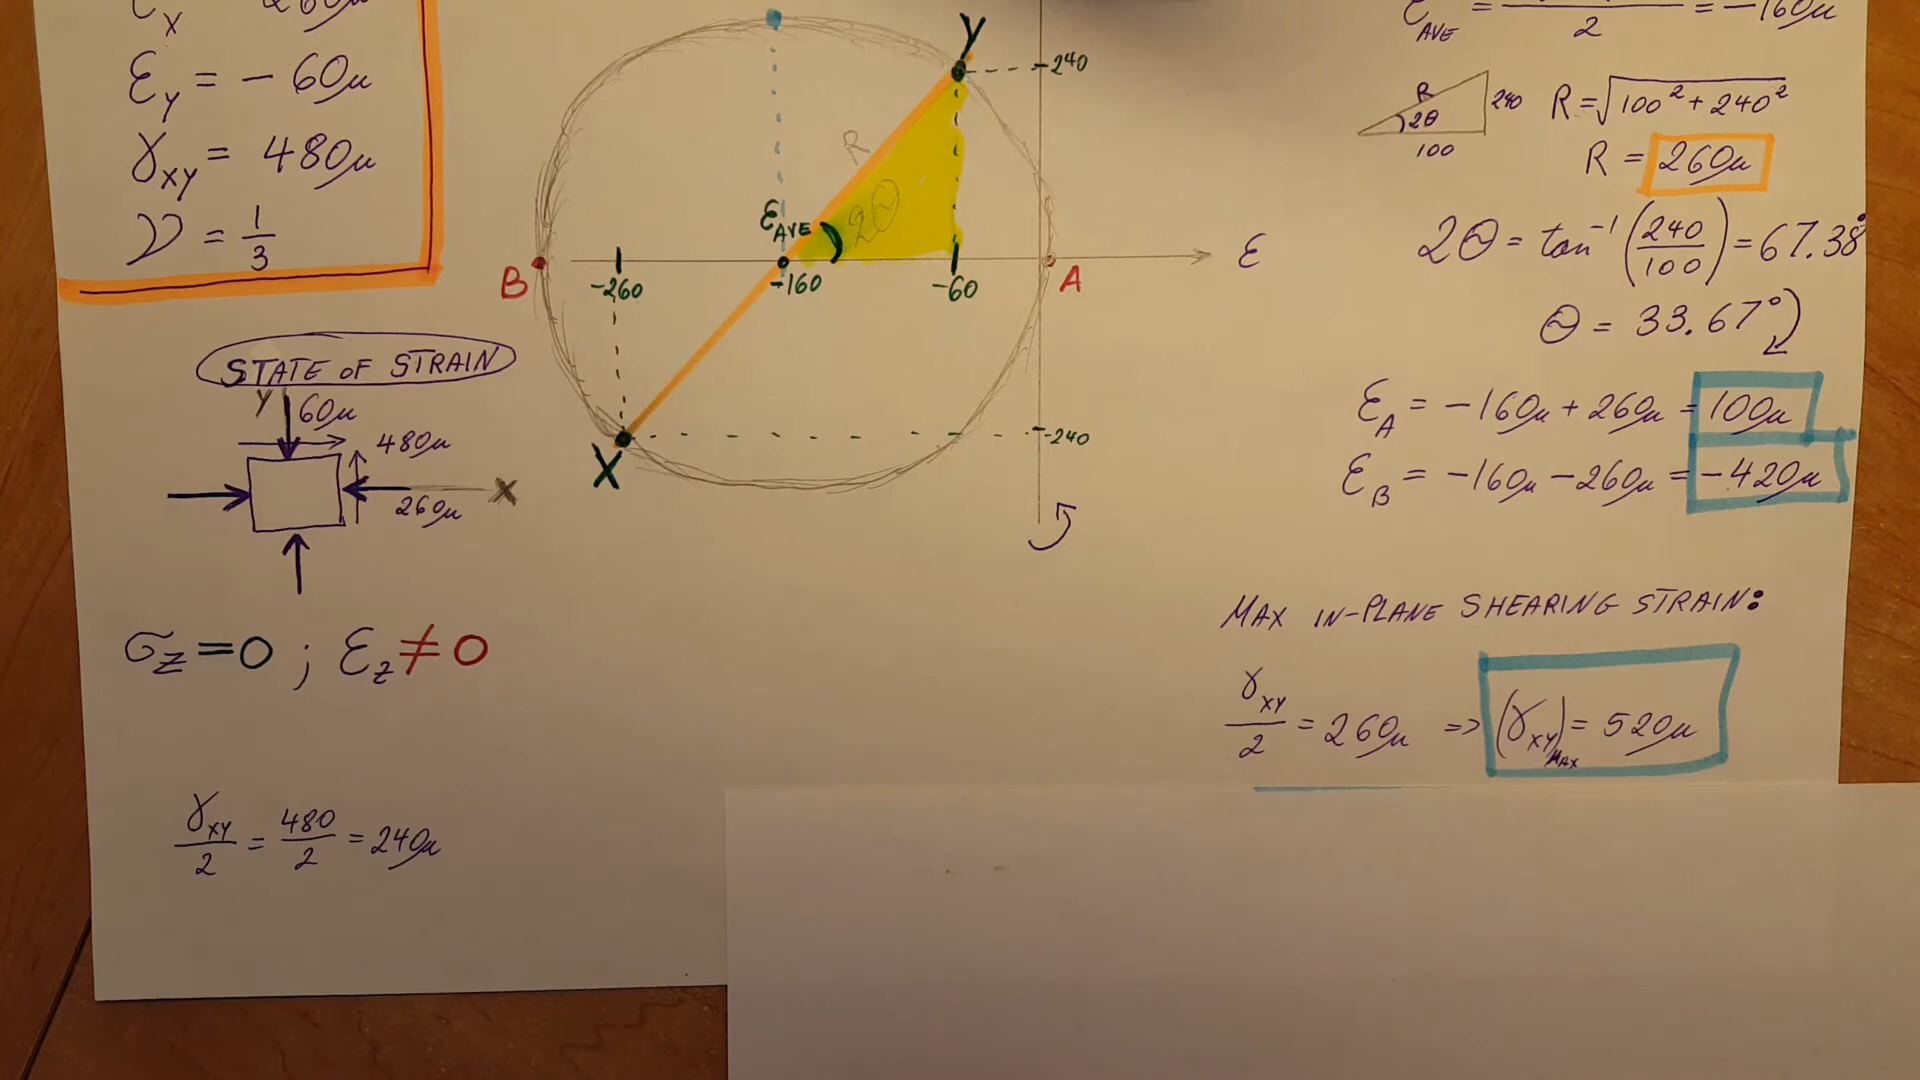 εx 260μ
εy = - 60μ
γxy = 480μ
ν = 1/3
STATE OF STRAIN
Y
60μ
480μ
X
260μ
σz = 0 ; εz ≠ 0
γxy/2 = 480/2 = 240μ
Y
240
R
εAVE
2θ
B
-260
-160
-60
A
ε
X
-240
εAVE = /2 = -160μ
R
2θ
240
100
R = √100² + 240²
R = 260μ
2θ = tan⁻¹ (240/100) = 67.38°
θ = 33.67°
εA = -160μ + 260μ = 100μ
εB = -160μ - 260μ = -420μ
MAX IN-PLANE SHEARING STRAIN:
γxy/2 = 260μ => (γxy)MAX = 520μ